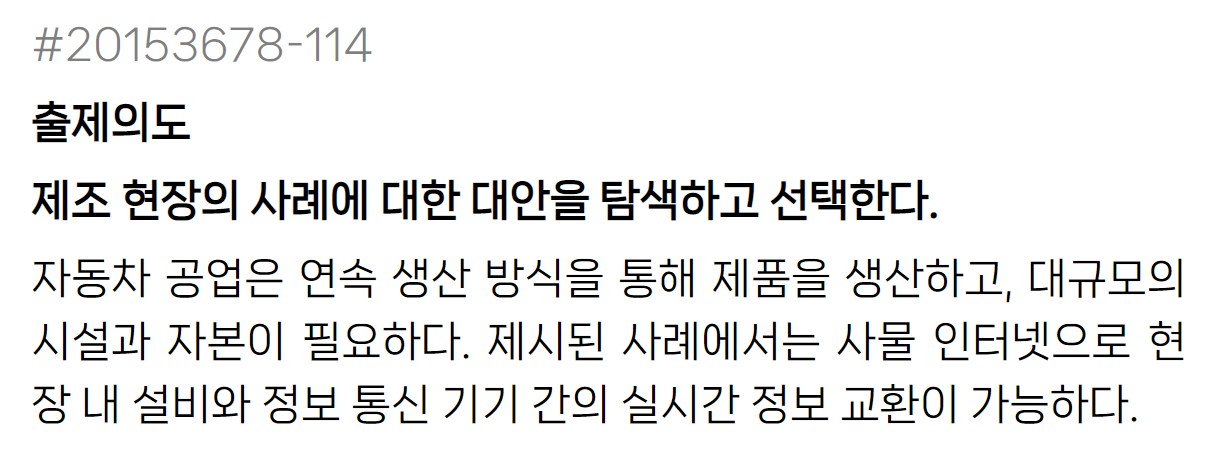 #20153678-114
출제의도
제조 현장의 사례에 대한 대안을 탐색하고 선택한다.
자동차 공업은 연속 생산 방식을 통해 제품을 생산하고, 대규모의
시설과 자본이 필요하다. 제시된 사례에서는 사물 인터넷으로 현
장 내 설비와 정보 통신 기기 간의 실시간 정보 교환이 가능하다.